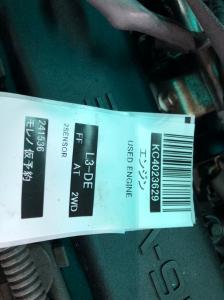 KC4023629
エンジン
USED ENGINE
L3-DE
FF AT 2WD
2SENSOR
241536
モレノ仮予約